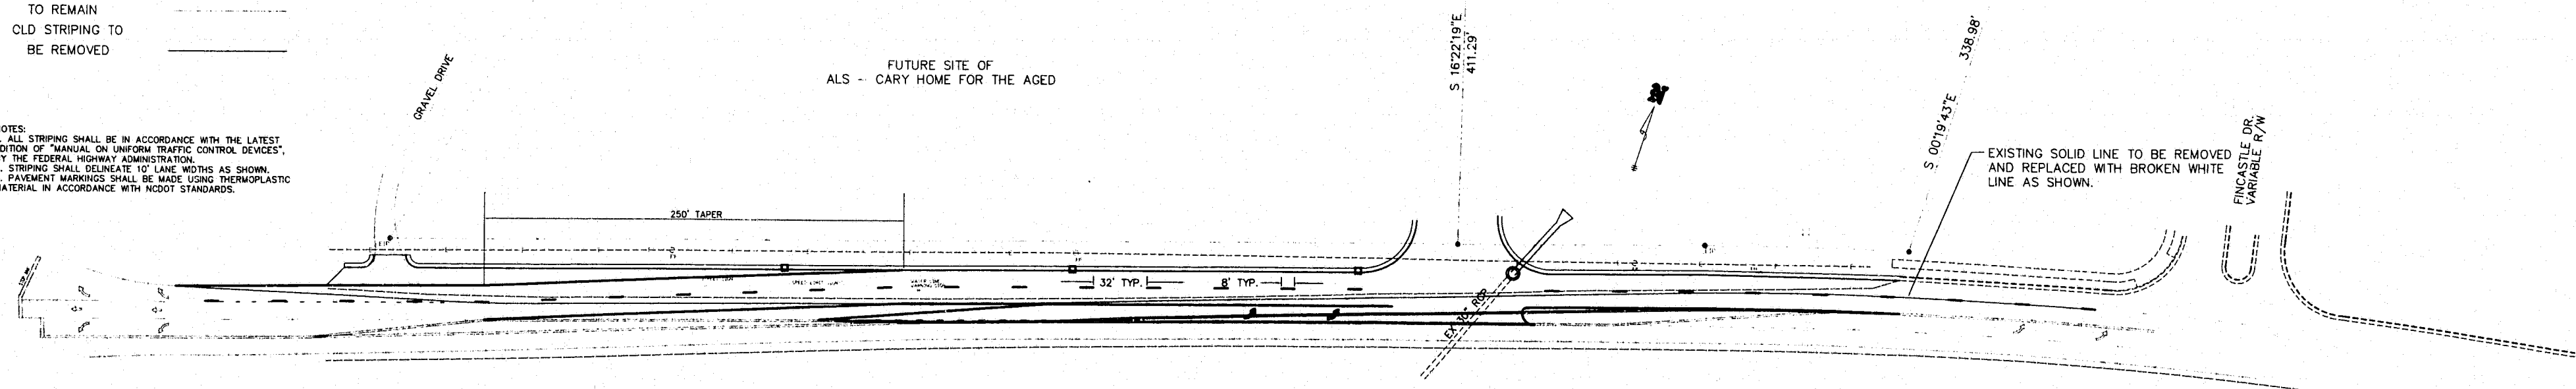 TO REMAIN
CLD STRIPING TO
BE REMOVED
GRAVEL DRIVE
FUTURE SITE OF
ALS - CARY HOME FOR THE AGED
S 16°22'19"E
411.29'
S 00°19'43"E 338.98'
FINCASTLE DR.
VARIABLE R/W
OTES:
. ALL STRIPING SHALL BE IN ACCORDANCE WITH THE LATEST
DITION OF "MANUAL ON UNIFORM TRAFFIC CONTROL DEVICES",
Y THE FEDERAL HIGHWAY ADMINISTRATION.
. STRIPING SHALL DELINEATE 10' LANE WIDTHS AS SHOWN.
. PAVEMENT MARKINGS SHALL BE MADE USING THERMOPLASTIC
ATERIAL IN ACCORDANCE WITH NCDOT STANDARDS.
EXISTING SOLID LINE TO BE REMOVED
AND REPLACED WITH BROKEN WHITE
LINE AS SHOWN.
250' TAPER
EIP
32' TYP.
8' TYP.
EX 30" RCP